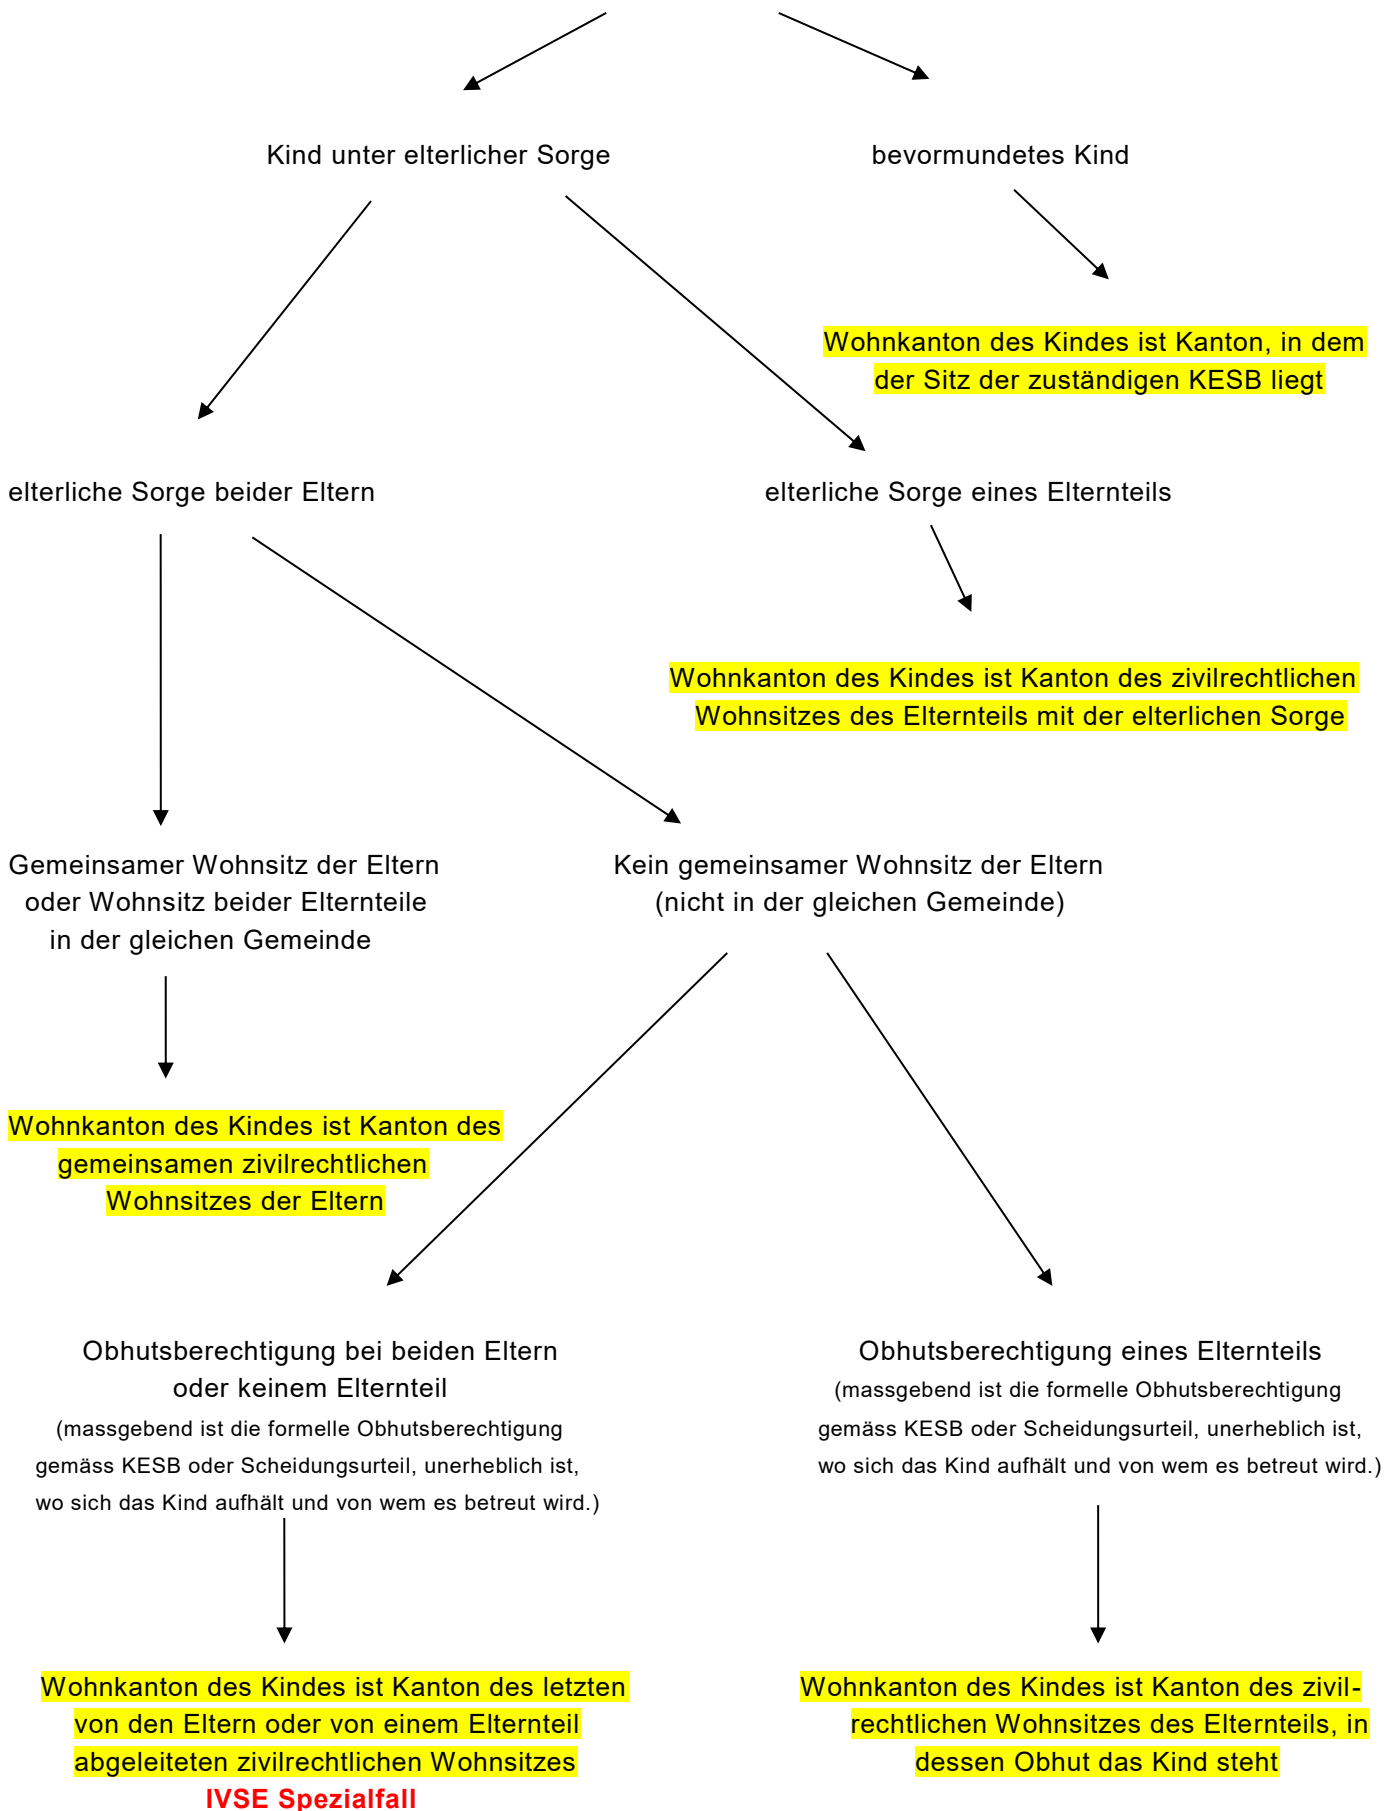 Kind unter elterlicher Sorge
bevormundetes Kind
Wohnkanton des Kindes ist Kanton, in dem
der Sitz der zuständigen KESB liegt
elterliche Sorge beider Eltern
elterliche Sorge eines Elternteils
Wohnkanton des Kindes ist Kanton des zivilrechtlichen
Wohnsitzes des Elternteils mit der elterlichen Sorge
Gemeinsamer Wohnsitz der Eltern
oder Wohnsitz beider Elternteile
in der gleichen Gemeinde
Kein gemeinsamer Wohnsitz der Eltern
(nicht in der gleichen Gemeinde)
Wohnkanton des Kindes ist Kanton des
gemeinsamen zivilrechtlichen
Wohnsitzes der Eltern
Obhutsberechtigung bei beiden Eltern
oder keinem Elternteil
(massgebend ist die formelle Obhutsberechtigung
gemäss KESB oder Scheidungsurteil, unerheblich ist,
wo sich das Kind aufhält und von wem es betreut wird.)
Obhutsberechtigung eines Elternteils
(massgebend ist die formelle Obhutsberechtigung
gemäss KESB oder Scheidungsurteil, unerheblich ist,
wo sich das Kind aufhält und von wem es betreut wird.)
Wohnkanton des Kindes ist Kanton des letzten
von den Eltern oder von einem Elternteil
abgeleiteten zivilrechtlichen Wohnsitzes
IVSE Spezialfall
Wohnkanton des Kindes ist Kanton des zivil-
rechtlichen Wohnsitzes des Elternteils, in
dessen Obhut das Kind steht